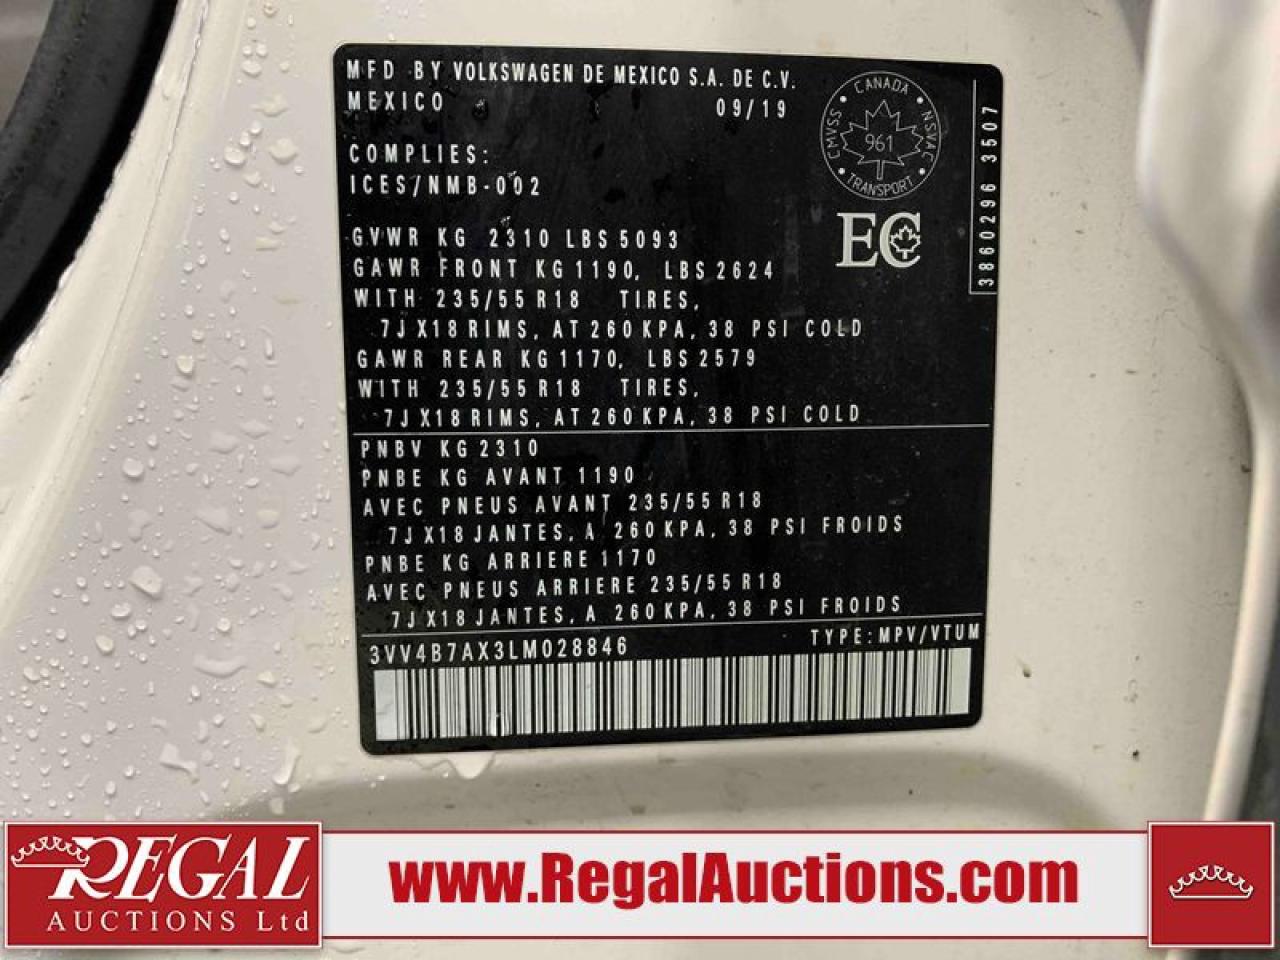 MFD BY VOLKSWAGEN DE MEXICO S.A. DE C.V.
MEXICO 09/19
CANADA
CMVSS
NSVAC
961
TRANSPORT
COMPLIES:
ICES/NMB-002
EC
3860296 3507
GVWR KG 2310 LBS 5093
GAWR FRONT KG 1190, LBS 2624
WITH 235/55 R18 TIRES,
7J X18 RIMS, AT 260 KPA, 38 PSI COLD
GAWR REAR KG 1170, LBS 2579
WITH 235/55 R18 TIRES,
7J X18 RIMS, AT 260 KPA, 38 PSI COLD
PNBV KG 2310
PNBE KG AVANT 1190
AVEC PNEUS AVANT 235/55 R18
7J X18 JANTES, A 260 KPA, 38 PSI FROIDS
PNBE KG ARRIERE 1170
AVEC PNEUS ARRIERE 235/55 R18
7J X18 JANTES, A 260 KPA, 38 PSI FROIDS
3VV4B7AX3LM028846 TYPE: MPV/VTUM
REGAL
AUCTIONS Ltd
www.RegalAuctions.com